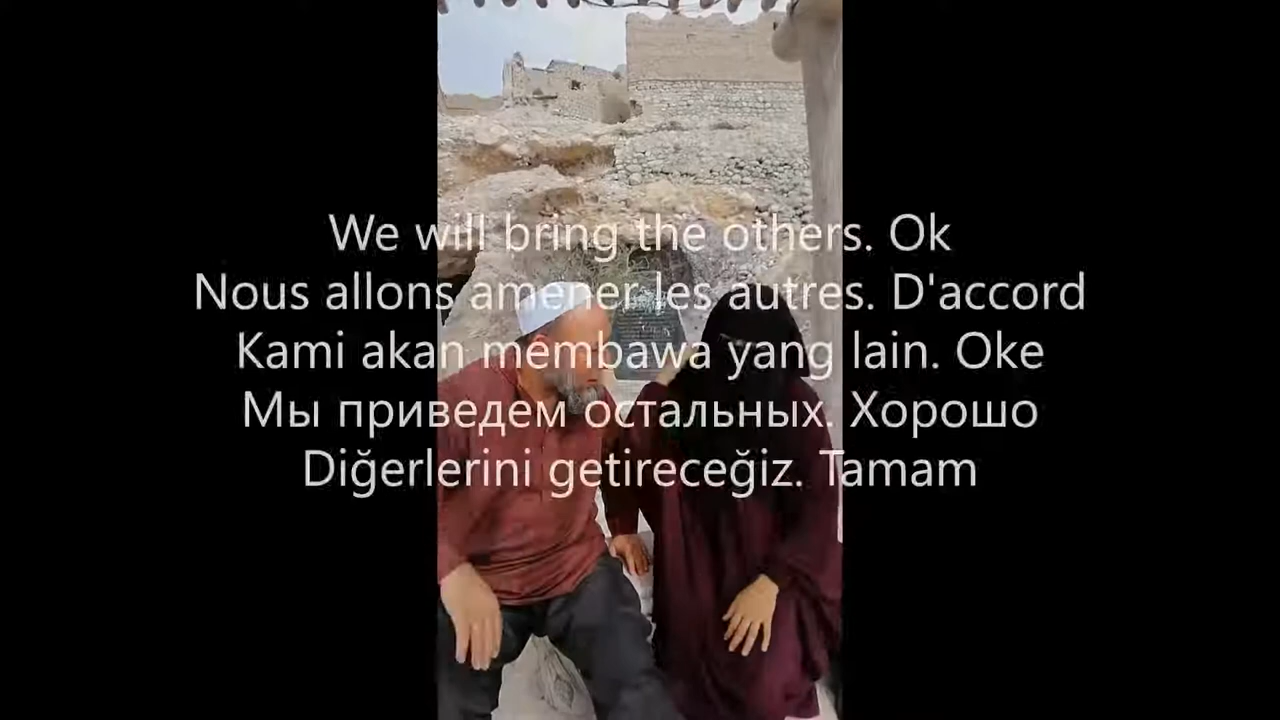 We will bring the others. Ok
Nous allons amener les autres. D'accord
Kami akan membawa yang lain. Oke
Мы приведем остальных. Хорошо
Diğerlerini getireceğiz. Tamam